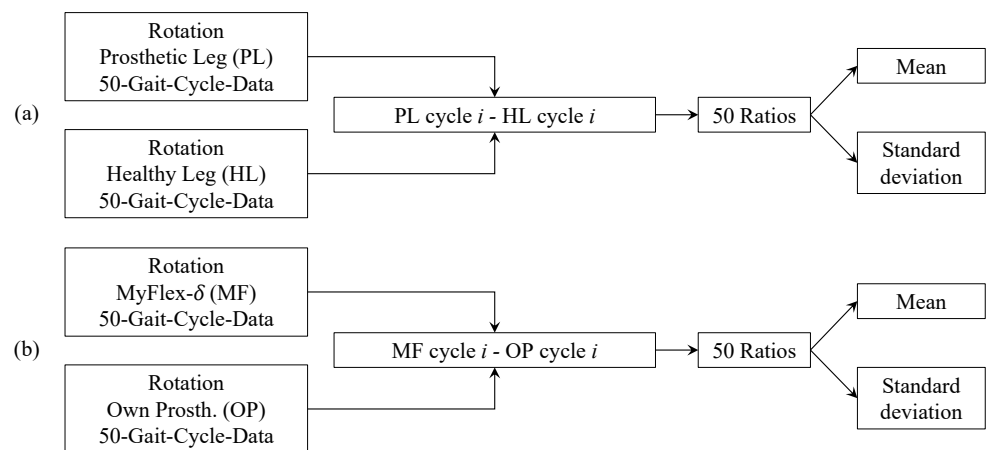 (a)
Rotation
Prosthetic Leg (PL)
50-Gait-Cycle-Data
Rotation
Healthy Leg (HL)
50-Gait-Cycle-Data
PL cycle i - HL cycle i
50 Ratios
Mean
Standard
deviation
(b)
Rotation
MyFlex-δ (MF)
50-Gait-Cycle-Data
Rotation
Own Prosth. (OP)
50-Gait-Cycle-Data
MF cycle i - OP cycle i
50 Ratios
Mean
Standard
deviation